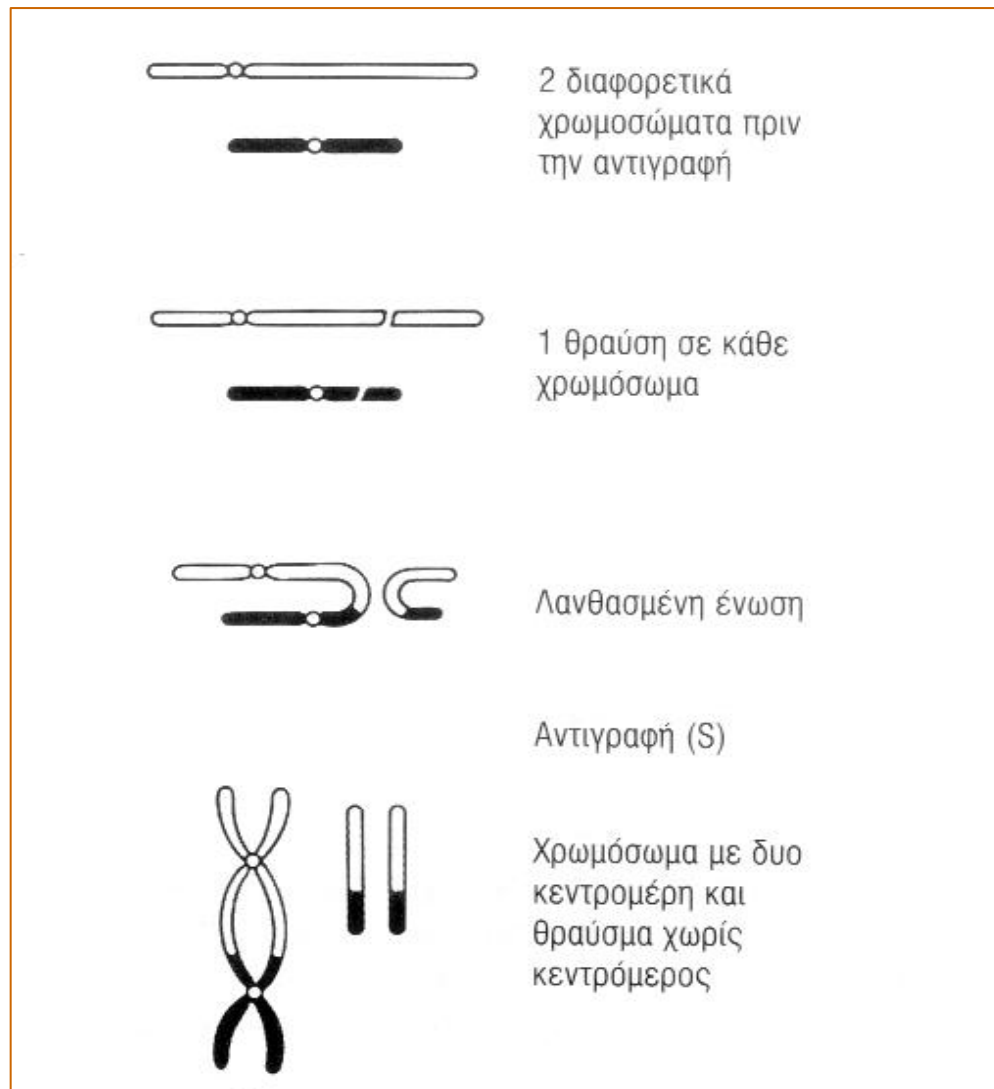 2 διαφορετικά
χρωμοσώματα πριν
την αντιγραφή
1 θραύση σε κάθε
χρωμόσωμα
Λανθασμένη ένωση
Αντιγραφή (S)
Χρωμόσωμα με δυο
κεντρομέρη και
θραύσμα χωρίς
κεντρόμερος